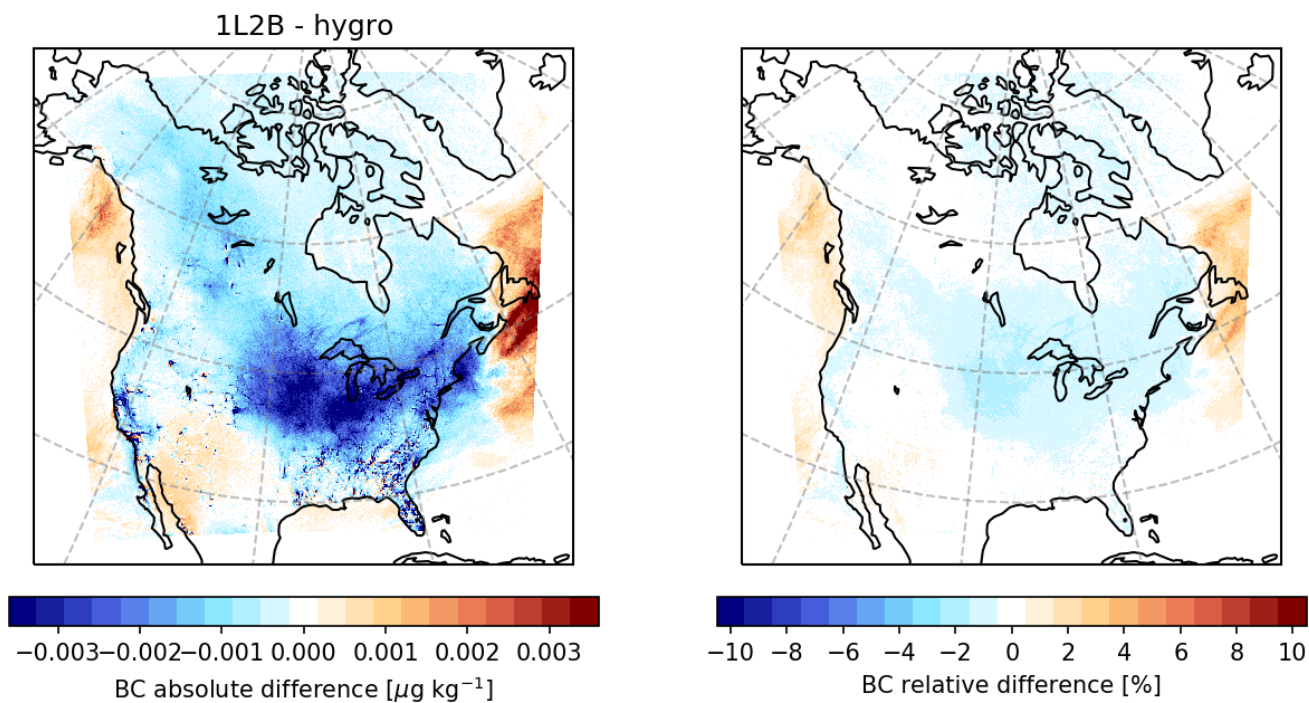 1L2B - hygro
−0.003 −0.002 −0.001 0.000 0.001 0.002 0.003
BC absolute difference [μg kg⁻¹]
−10 −8 −6 −4 −2 0 2 4 6 8 10
BC relative difference [%]